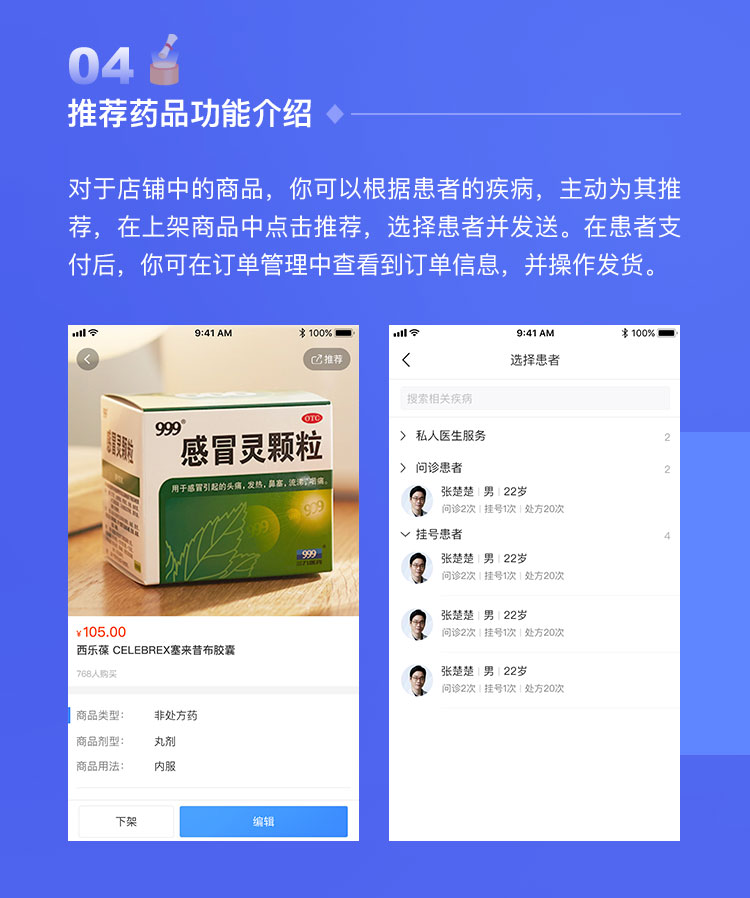 04
推荐药品功能介绍
对于店铺中的商品，你可以根据患者的疾病，主动为其推
荐，在上架商品中点击推荐，选择患者并发送。在患者支
付后，你可在订单管理中查看到订单信息，并操作发货。
9:41 AM
100%
推荐
999®
OTC
感冒灵颗粒
用于感冒引起的头痛，发热，鼻塞，流涕，咽痛。
999®
感冒灵颗粒
999
999
三九医药
¥105.00
西乐葆 CELEBREX塞来昔布胶囊
768人购买
商品类型： 非处方药
商品剂型： 丸剂
商品用法： 内服
下架 编辑
9:41 AM
100%
选择患者
搜索相关疾病
私人医生服务 2
问诊患者 2
张楚楚 | 男 | 22岁
问诊2次 | 挂号1次 | 处方20次
挂号患者 4
张楚楚 | 男 | 22岁
问诊2次 | 挂号1次 | 处方20次
张楚楚 | 男 | 22岁
问诊2次 | 挂号1次 | 处方20次
张楚楚 | 男 | 22岁
问诊2次 | 挂号1次 | 处方20次